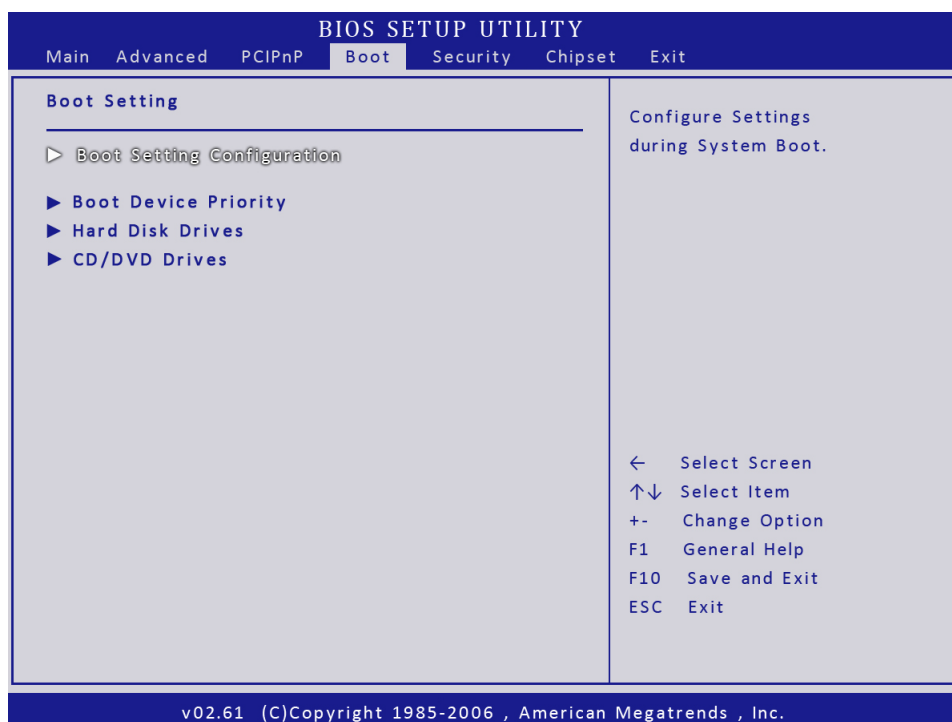 BIOS SETUP UTILITY
Main Advanced PCIPnP Boot Security Chipset Exit
Boot Setting
▷ Boot Setting Configuration
▶ Boot Device Priority
▶ Hard Disk Drives
▶ CD/DVD Drives
Configure Settings
during System Boot.
← Select Screen
↑↓ Select Item
+- Change Option
F1 General Help
F10 Save and Exit
ESC Exit
v02.61 (C)Copyright 1985-2006 , American Megatrends , Inc.